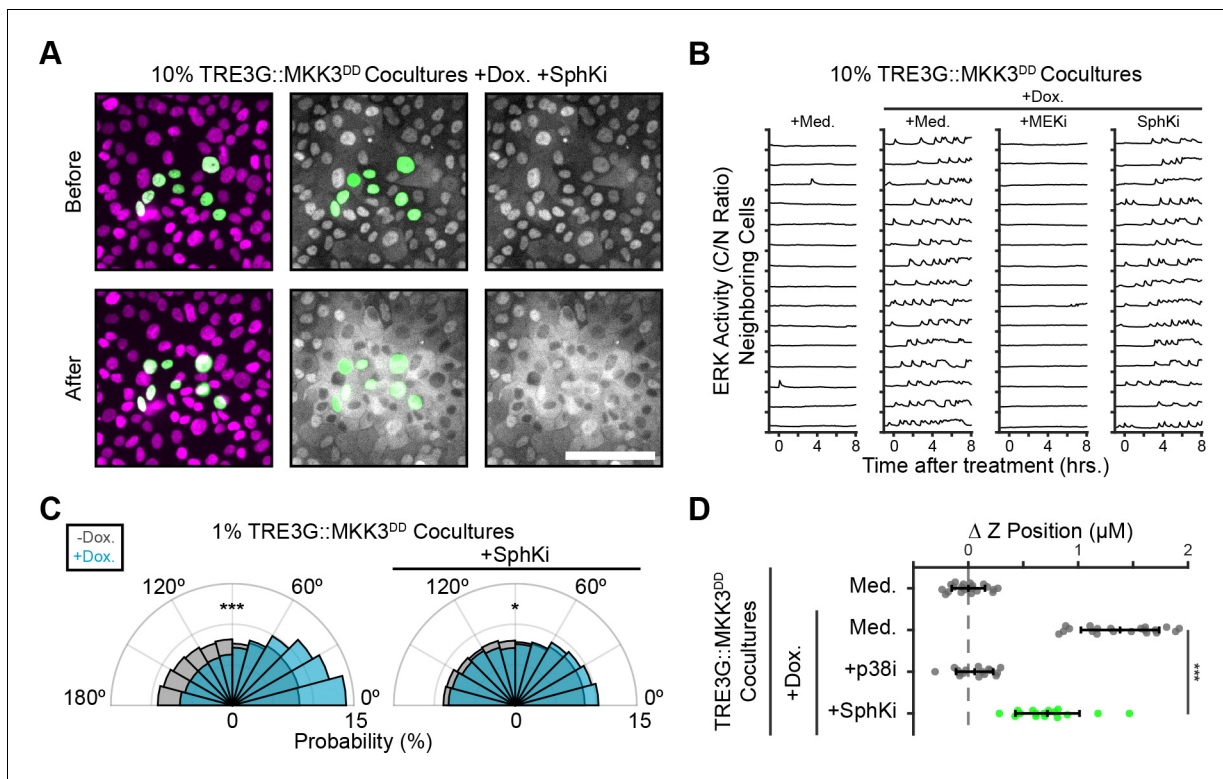 A
10% TRE3G::MKK3DD Cocultures +Dox. +SphKi
Before
After
B
10% TRE3G::MKK3DD Cocultures
+Dox.
+Med.
+Med.
+MEKi
SphKi
ERK Activity (C/N Ratio)
Neighboring Cells
0 4 8
0 4 8
0 4 8
0 4 8
Time after treatment (hrs.)
C
-Dox.
+Dox.
1% TRE3G::MKK3DD Cocultures
+SphKi
120º
60º
120º
60º
***
*
180º
0º
0º
0
15
0
15
Probability (%)
D
Δ Z Position (µM)
0
1
2
TRE3G::MKK3DD
Cocultures
+Dox.
Med.
Med.
+p38i
+SphKi
***